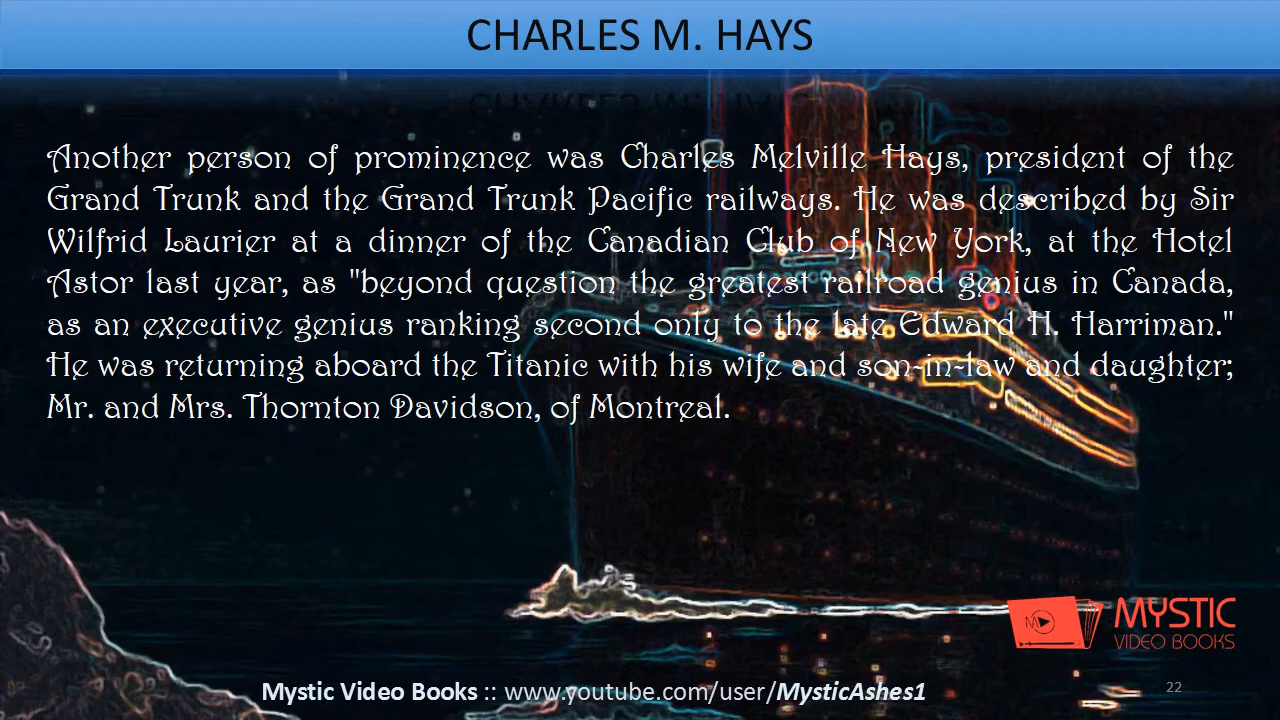 CHARLES M. HAYS
Another person of prominence was Charles Melville Hays, president of the
Grand Trunk and the Grand Trunk Pacific railways. He was described by Sir
Wilfrid Laurier at a dinner of the Canadian Club of New York, at the Hotel
Astor last year, as "beyond question the greatest railroad genius in Canada,
as an executive genius ranking second only to the late Edward H. Harriman."
He was returning aboard the Titanic with his wife and son-in-law and daughter;
Mr. and Mrs. Thornton Davidson, of Montreal.
MYSTIC
VIDEO BOOKS
Mystic Video Books :: www.youtube.com/user/MysticAshes1
22